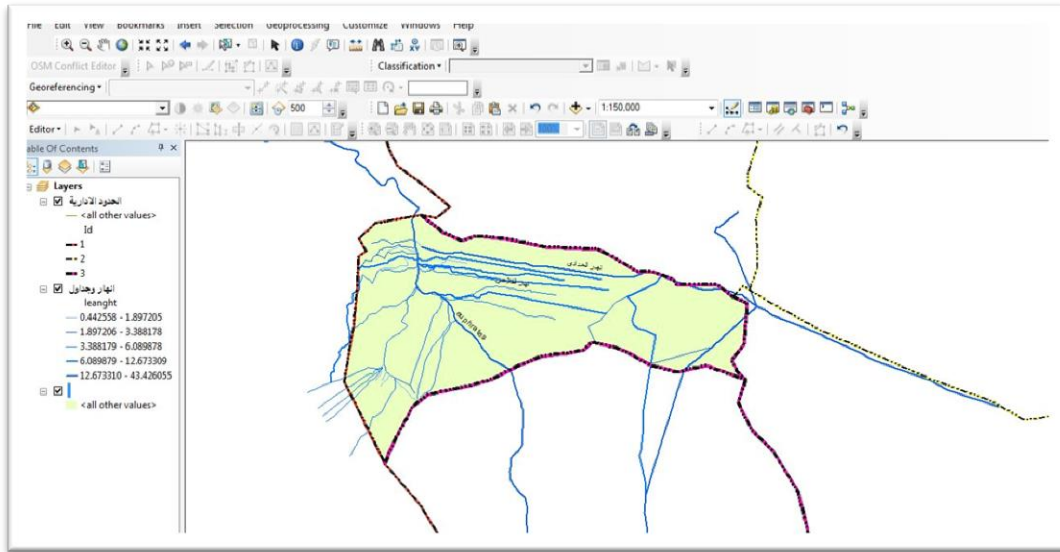 File Edit View Bookmarks Insert Selection Geoprocessing Customize Windows Help
OSM Conflict Editor
Classification
Georeferencing
500
1:150,000
Editor
able Of Contents
Layers
الحدود الادارية
<all other values>
Id
1
2
3
انهار وجداول
leanght
0.442558 - 1.897205
1.897206 - 3.388178
3.388179 - 6.089878
6.089879 - 12.673309
12.673310 - 43.426055
<all other values>
نهار
نهار
euphrates